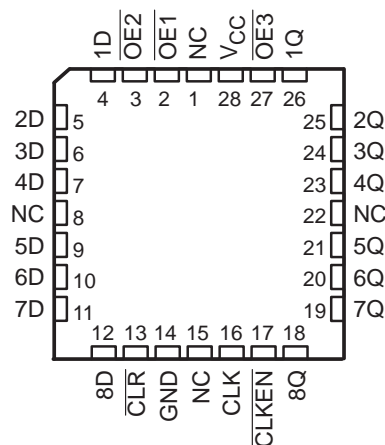 1D
OE2
OE1
NC
VCC
OE3
1Q
4 3 2 1 28 27 26
2D 5 25 2Q
3D 6 24 3Q
4D 7 23 4Q
NC 8 22 NC
5D 9 21 5Q
6D 10 20 6Q
7D 11 19 7Q
12 13 14 15 16 17 18
8D
CLR
GND
NC
CLK
CLKEN
8Q